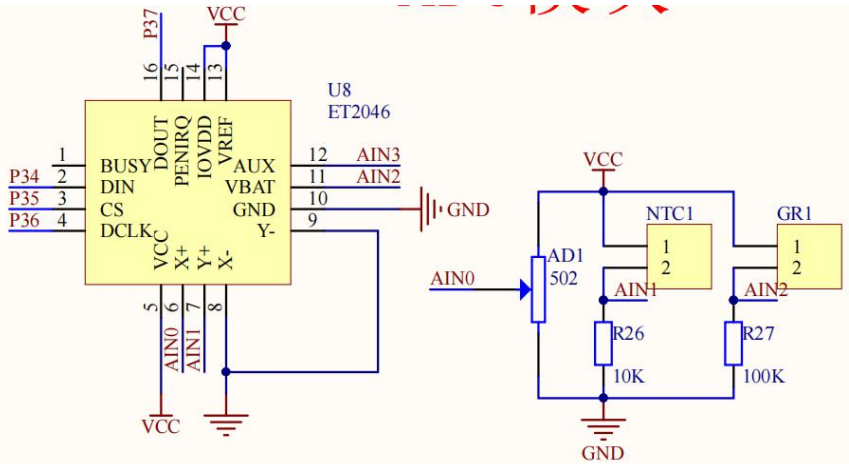 P37
VCC
16
15
14
13
U8
ET2046
DOUT
PENIRQ
IOVDD
VREF
1
BUSY
AUX
12
AIN3
P34
2
DIN
VBAT
11
AIN2
P35
3
CS
GND
10
GND
P36
4
DCLK
Y-
9
VCC
X+
Y+
X-
5
6
7
8
AIN0
AIN1
VCC
VCC
NTC1
GR1
1
2
1
2
AD1
502
AIN0
AIN1
AIN2
R26
10K
R27
100K
GND